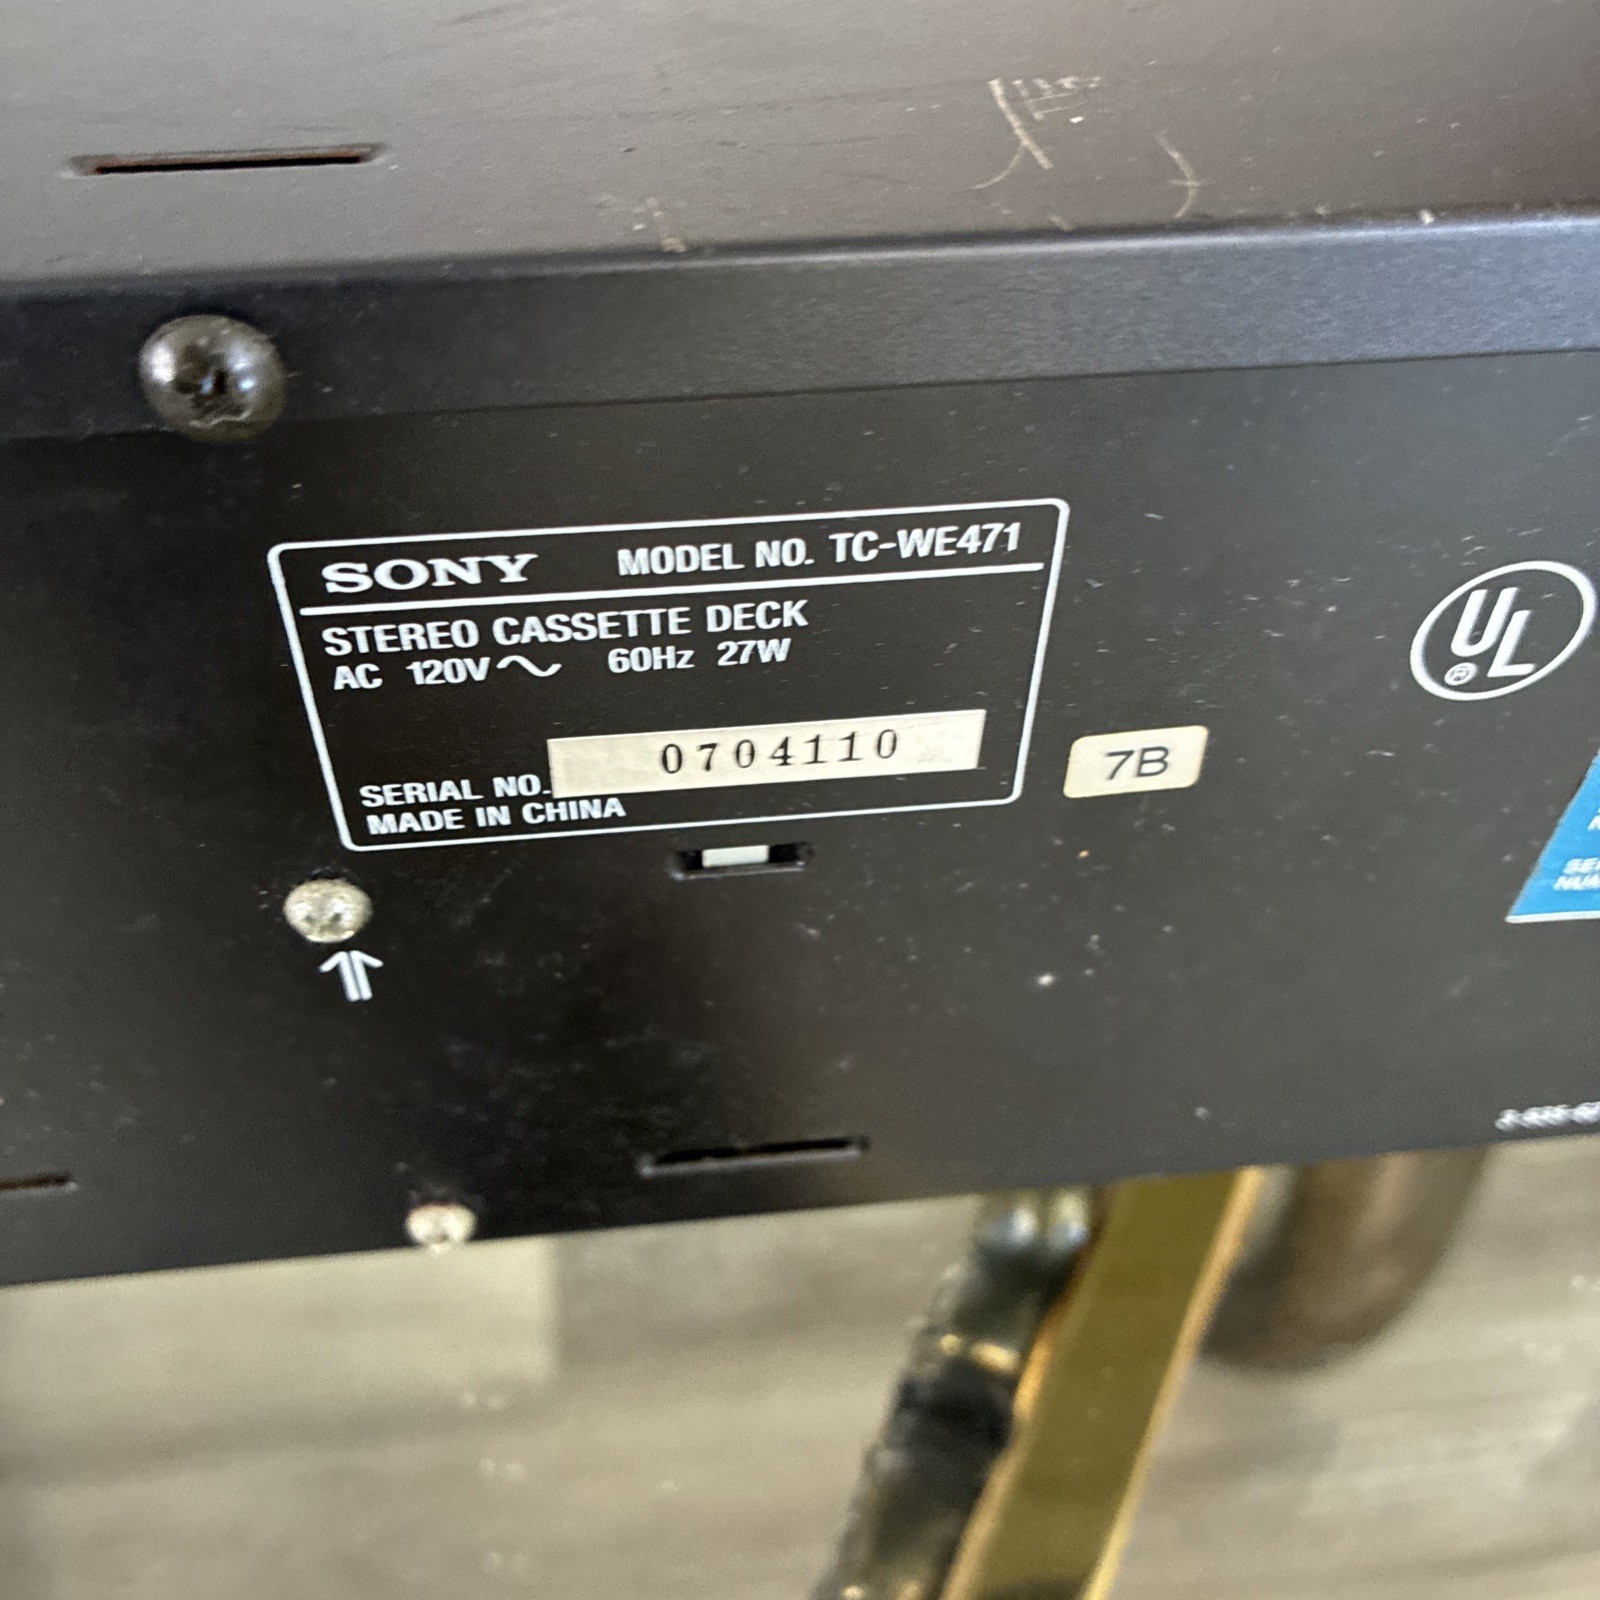 SONY MODEL NO. TC-WE471
STEREO CASSETTE DECK
AC 120V~ 60Hz 27W
0704110
SERIAL NO.
MADE IN CHINA
7B
UL
®